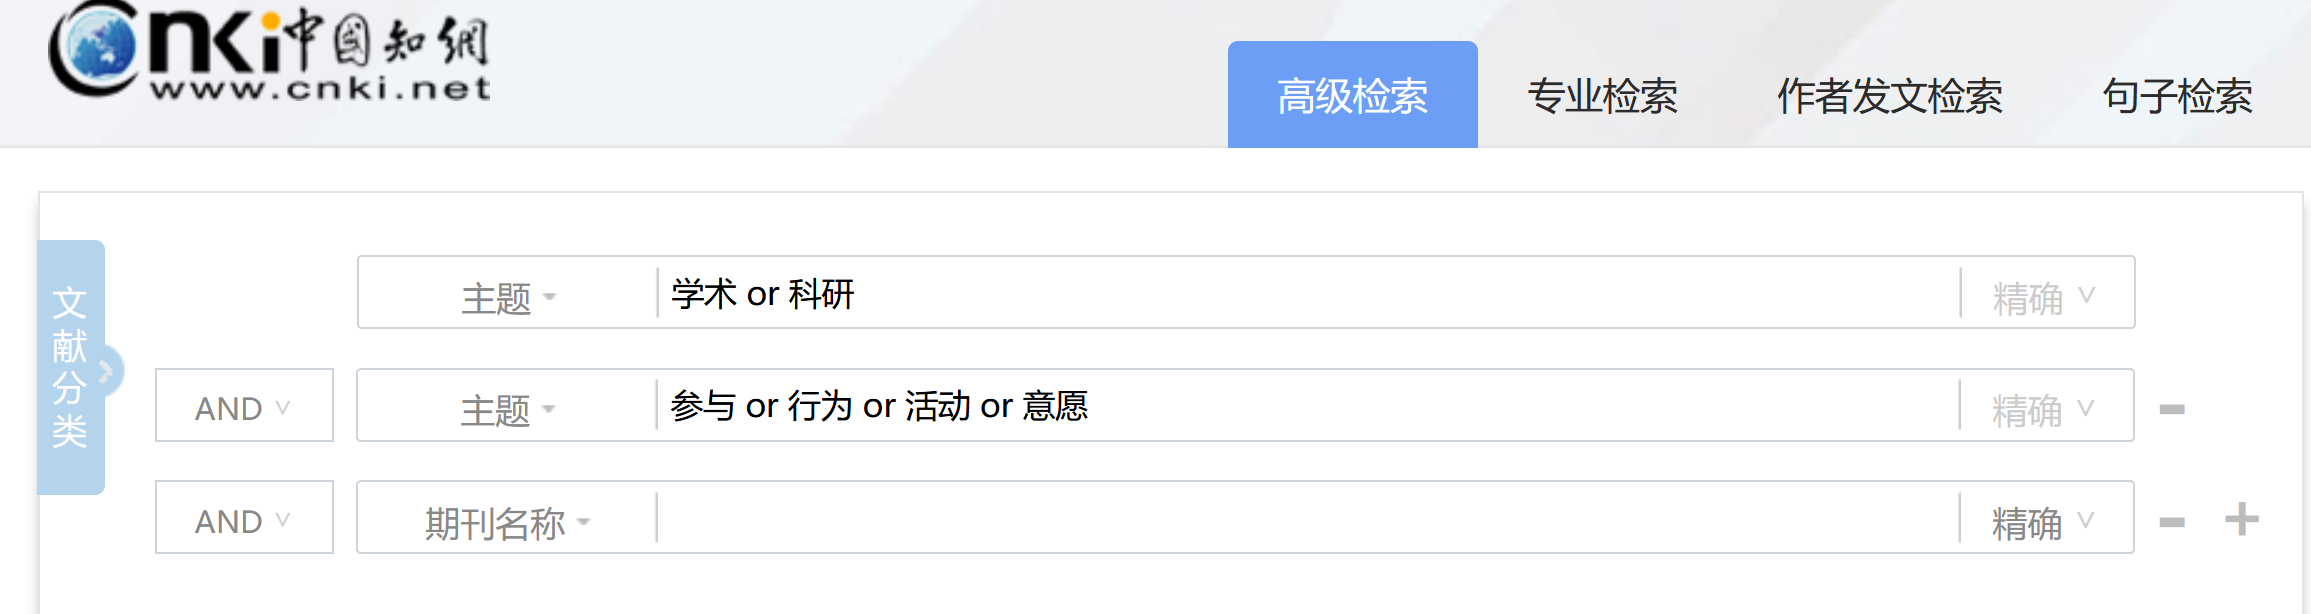 cnki中国知網
www.cnki.net
高级检索 专业检索 作者发文检索 句子检索
文献分类
主题 学术 or 科研 精确
AND 主题 参与 or 行为 or 活动 or 意愿 精确
AND 期刊名称 精确